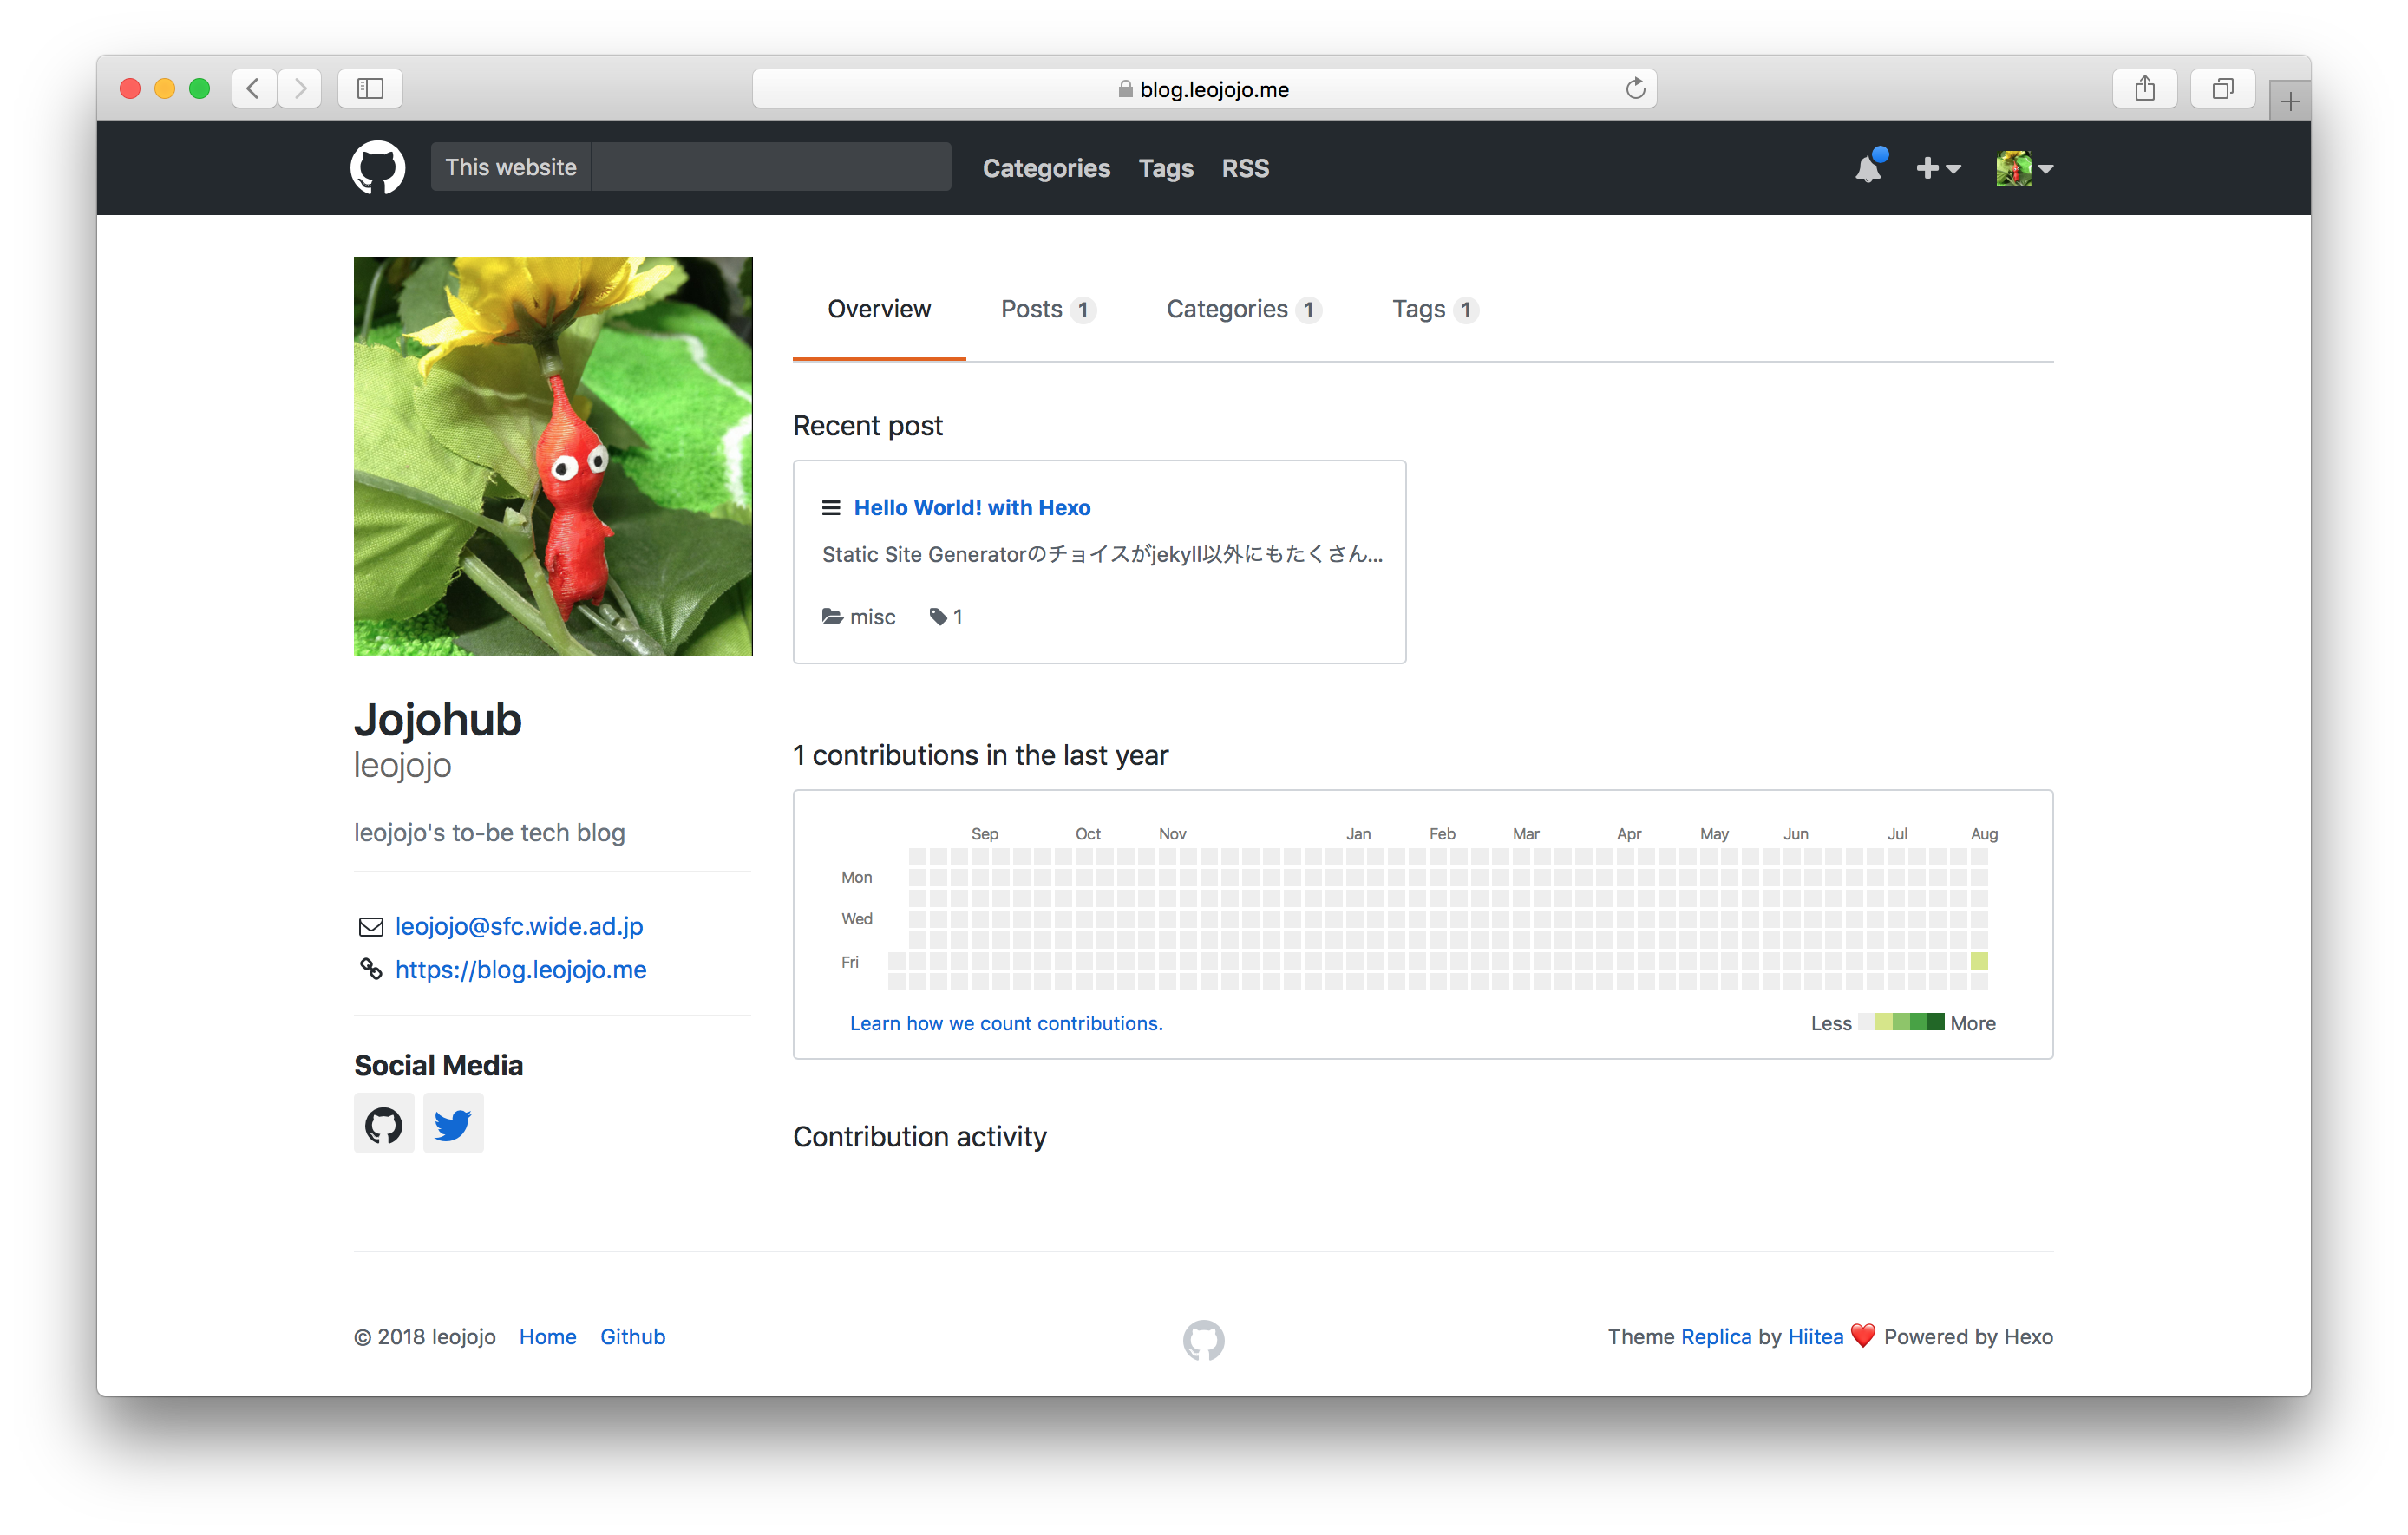 blog.leojojo.me
This website
Categories Tags RSS
Overview Posts 1 Categories 1 Tags 1
Recent post
Hello World! with Hexo
Static Site Generatorのチョイスがjekyll以外にもたくさん...
misc 1
Jojohub
leojojo
leojojo's to-be tech blog
leojojo@sfc.wide.ad.jp
https://blog.leojojo.me
Social Media
1 contributions in the last year
Sep Oct Nov Jan Feb Mar Apr May Jun Jul Aug
Mon
Wed
Fri
Learn how we count contributions. Less More
Contribution activity
© 2018 leojojo Home Github
Theme Replica by Hiitea ❤️ Powered by Hexo